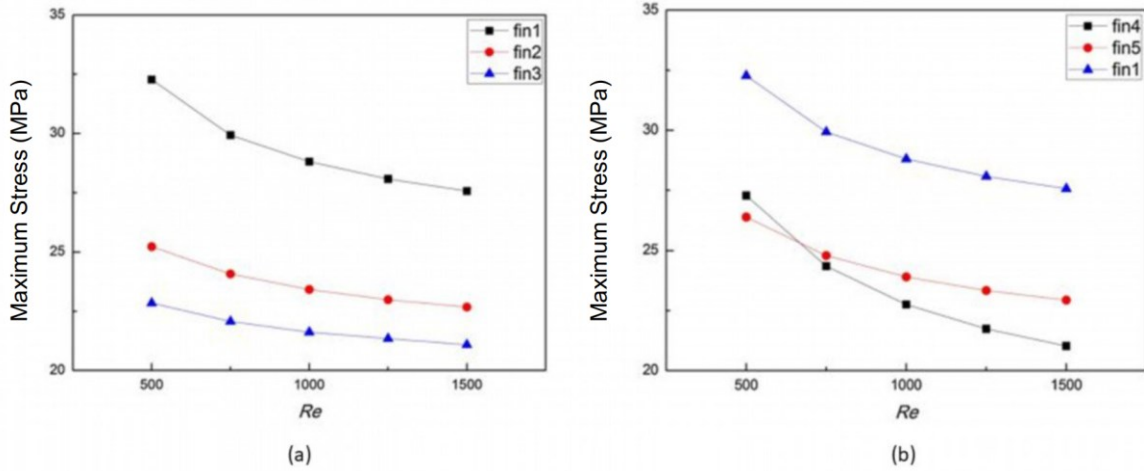 35
30
25
20
500
1000
1500
Maximum Stress (MPa)
Re
fin1
fin2
fin3
(a)
35
30
25
20
500
1000
1500
Maximum Stress (MPa)
Re
fin4
fin5
fin1
(b)